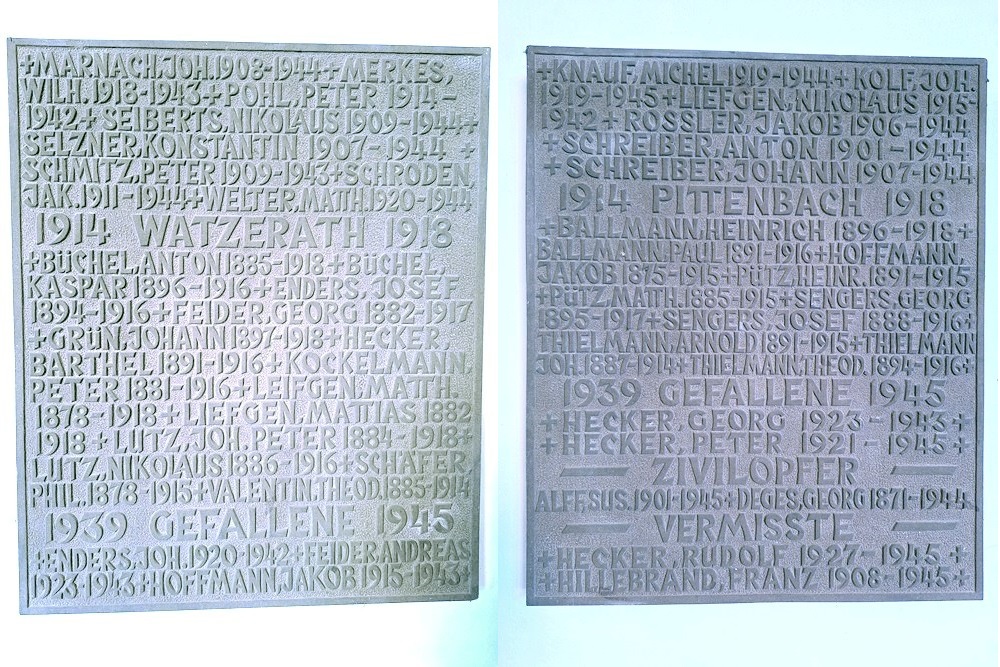 +MARNACH,JOH.1908-1944+MERKES,
WILH.1918-1943+POHL,PETER 1914-
1942+SEIBERTS,NIKOLAUS 1909-1944+
SELZNER,KONSTANTIN 1907-1944 +
SCHMITZ,PETER 1909-1943+SCHRODEN,
JAK.1911-1944+WELTER,MATTH.1920-1944
1914 WATZERATH 1918
+BÜCHEL,ANTON 1885-1918+BÜCHEL,
KASPAR 1896-1916+ENDERS, JOSEF
1894-1916+FEIDER,GEORG 1882-1917
+GRÜN,JOHANN 1897-1918+HECKER,
BARTHEL 1891-1916+KOCKELMANN,
PETER 1881-1916+LEIFGEN,MATTH.
1878-1918+LIEFGEN,MATTIAS 1882
1918+LUTZ,JOH.PETER 1884-1918+
LUTZ,NIKOLAUS 1886-1916+SCHÄFER,
PHIL.1878-1915+VALENTIN,THEOD.1885-1914
1939 GEFALLENE 1945
+ENDERS,JOH.1920-1942+FEIDER ANDREAS
1923-1943+HOFFMANN,JAKOB 1915-1943+
+KNAUF,MICHEL 1919-1944+KOLF,JOH.
1919-1945+LIEFGEN,NIKOLAUS 1915-
1942+ROSSLER,JAKOB 1906-1944
+SCHREIBER,ANTON 1901-1944
+SCHREIBER,JOHANN 1907-1944
1914 PITTENBACH 1918
+BALLMANN,HEINRICH 1896-1918+
BALLMANN,PAUL 1891-1916+HOFFMANN,
JAKOB 1875-1915+PÜTZ,HEINR.1891-1915
+PÜTZ,MATTH.1885-1915+SENGERS,GEORG
1895-1917+SENGERS,JOSEF 1888-1916+
THIELMANN,ARNOLD 1891-1915+THIELMANN
JOH.1887-1914+THIELMANN,THEOD.1894-1916+
1939 GEFALLENE 1945
+HECKER,GEORG 1923-1943+
+HECKER,PETER 1921-1945+
ZIVILOPFER
ALFF,SUS.1901-1945+DEGES,GEORG 1871-1944
VERMISSTE
+HECKER,RUDOLF 1927-1945+
+HILLEBRAND,FRANZ 1908-1945+